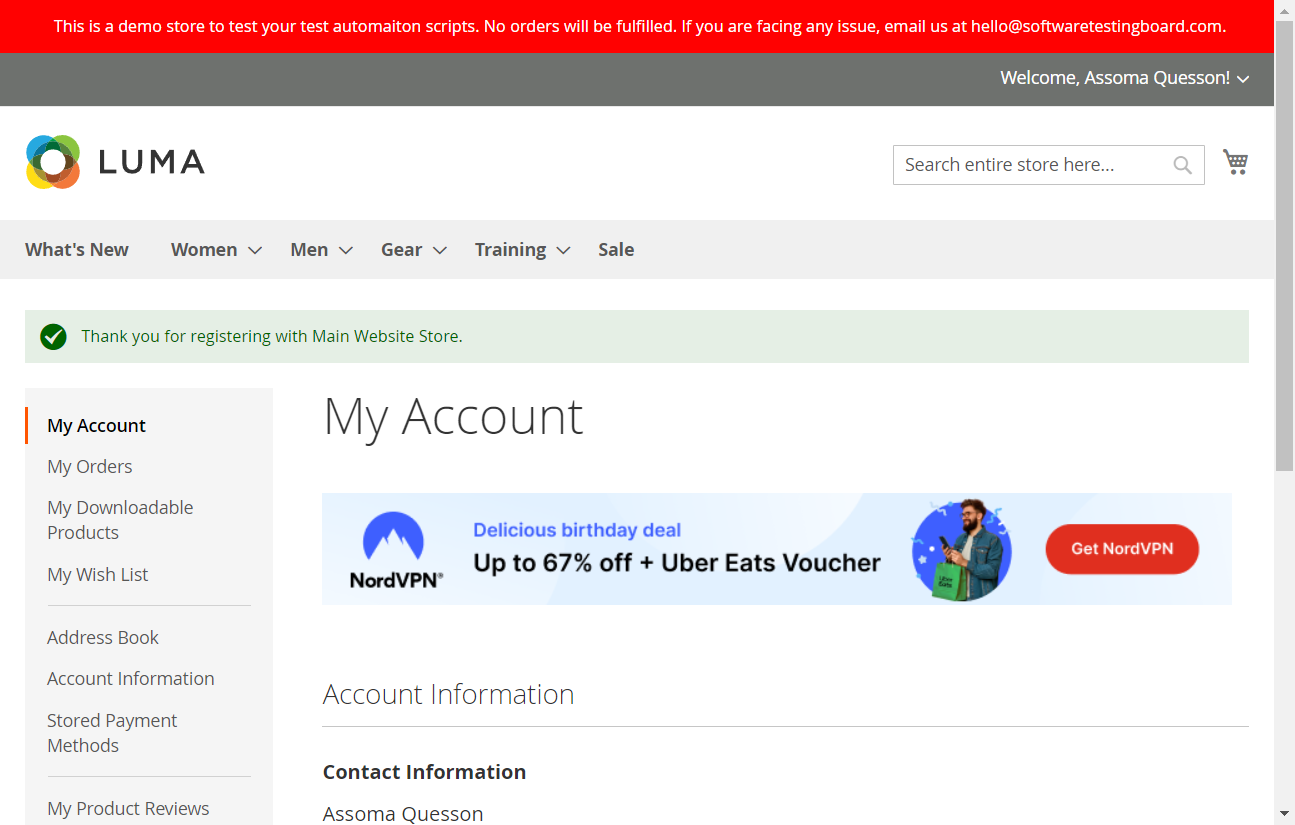 This is a demo store to test your test automaiton scripts. No orders will be fulfilled. If you are facing any issue, email us at hello@softwaretestingboard.com.
Welcome, Assoma Quesson!
LUMA
Search entire store here...
What's New Women Men Gear Training Sale
Thank you for registering with Main Website Store.
My Account
My Orders
My Downloadable
Products
My Wish List
Address Book
Account Information
Stored Payment
Methods
My Product Reviews
My Account
NordVPN®
Delicious birthday deal
Up to 67% off + Uber Eats Voucher
Uber
Eats
Get NordVPN
Account Information
Contact Information
Assoma Quesson